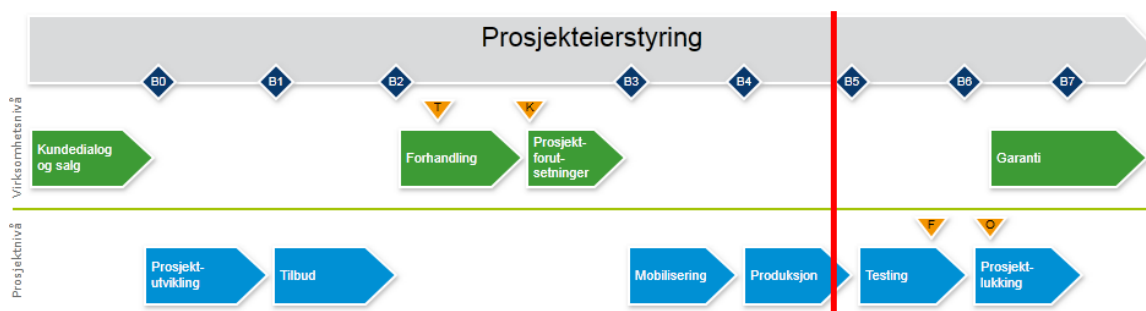 Prosjekteierstyring
B0
B1
B2
B3
B4
B5
B6
B7
Virksomhetsnivå
T
K
Kundedialog
og salg
Forhandling
Prosjekt-
forut-
setninger
Garanti
Prosjektnivå
F
O
Prosjekt-
utvikling
Tilbud
Mobilisering
Produksjon
Testing
Prosjekt-
lukking